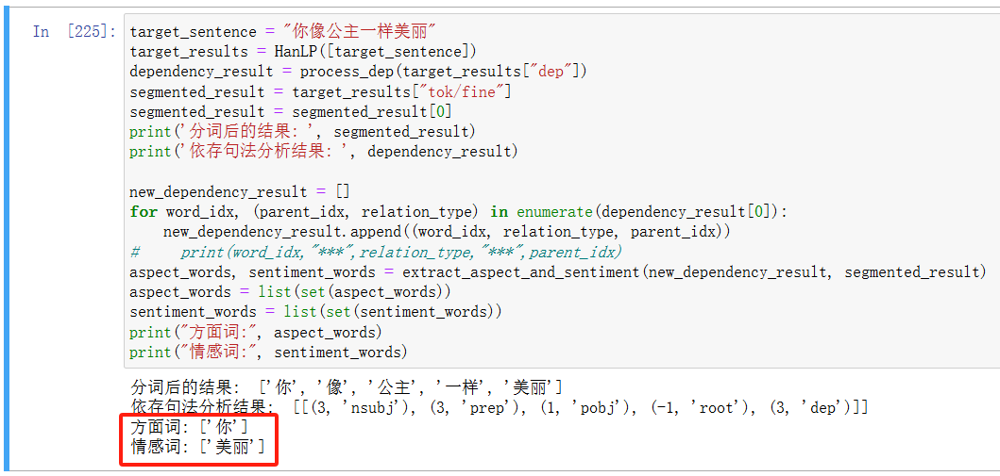 In [225]:
target_sentence = "你像公主一样美丽"
target_results = HanLP([target_sentence])
dependency_result = process_dep(target_results["dep"])
segmented_result = target_results["tok/fine"]
segmented_result = segmented_result[0]
print('分词后的结果: ', segmented_result)
print('依存句法分析结果: ', dependency_result)
new_dependency_result = []
for word_idx, (parent_idx, relation_type) in enumerate(dependency_result[0]):
    new_dependency_result.append((word_idx, relation_type, parent_idx))
#     print(word_idx,"***",relation_type,"***",parent_idx)
aspect_words, sentiment_words = extract_aspect_and_sentiment(new_dependency_result, segmented_result)
aspect_words = list(set(aspect_words))
sentiment_words = list(set(sentiment_words))
print("方面词:", aspect_words)
print("情感词:", sentiment_words)
分词后的结果:  ['你', '像', '公主', '一样', '美丽']
依存句法分析结果:  [[(3, 'nsubj'), (3, 'prep'), (1, 'pobj'), (-1, 'root'), (3, 'dep')]]
方面词: ['你']
情感词: ['美丽']